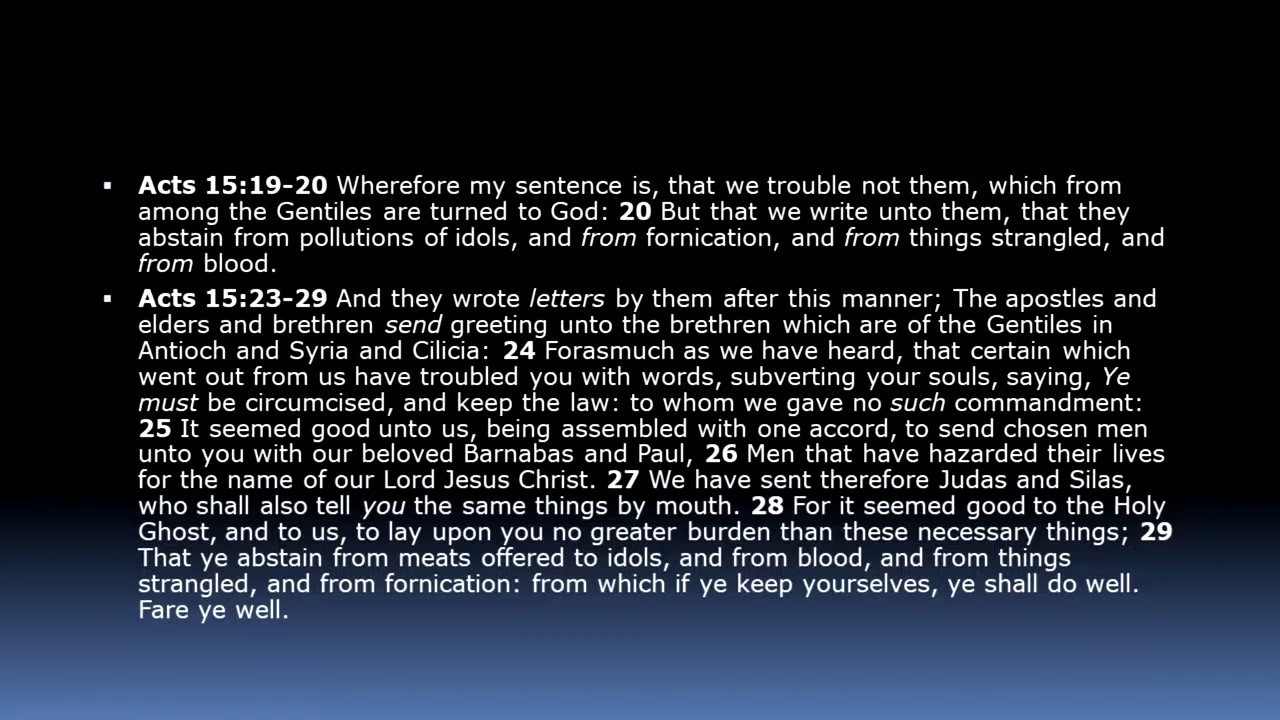 ▪ Acts 15:19-20 Wherefore my sentence is, that we trouble not them, which from
among the Gentiles are turned to God: 20 But that we write unto them, that they
abstain from pollutions of idols, and from fornication, and from things strangled, and
from blood.
▪ Acts 15:23-29 And they wrote letters by them after this manner; The apostles and
elders and brethren send greeting unto the brethren which are of the Gentiles in
Antioch and Syria and Cilicia: 24 Forasmuch as we have heard, that certain which
went out from us have troubled you with words, subverting your souls, saying, Ye
must be circumcised, and keep the law: to whom we gave no such commandment:
25 It seemed good unto us, being assembled with one accord, to send chosen men
unto you with our beloved Barnabas and Paul, 26 Men that have hazarded their lives
for the name of our Lord Jesus Christ. 27 We have sent therefore Judas and Silas,
who shall also tell you the same things by mouth. 28 For it seemed good to the Holy
Ghost, and to us, to lay upon you no greater burden than these necessary things; 29
That ye abstain from meats offered to idols, and from blood, and from things
strangled, and from fornication: from which if ye keep yourselves, ye shall do well.
Fare ye well.